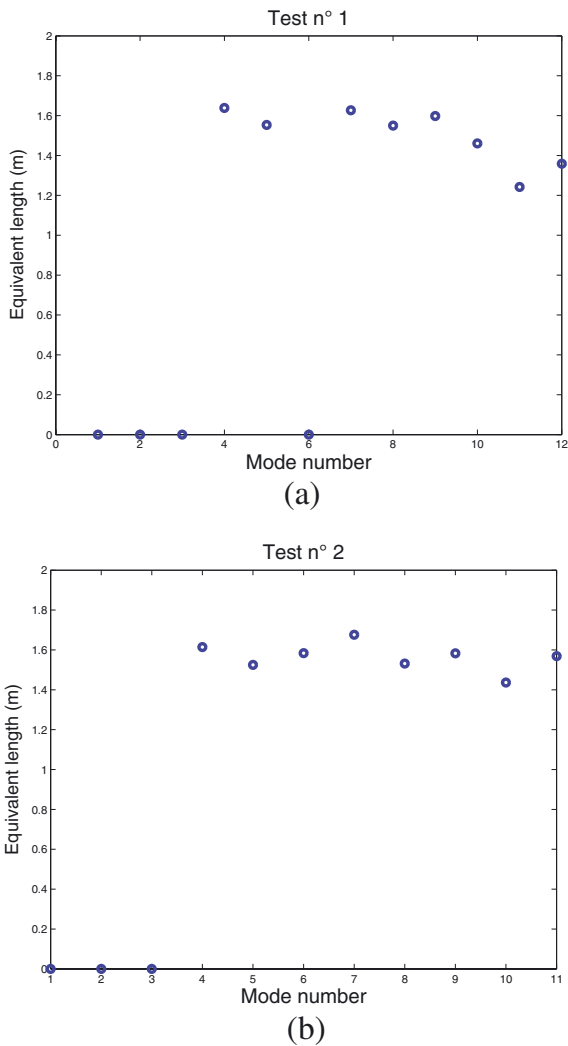 Test n° 1
2
1.8
1.6
1.4
1.2
1
0.8
0.6
0.4
0.2
0
Equivalent length (m)
0 2 4 6 8 10 12
Mode number
(a)
Test n° 2
2
1.8
1.6
1.4
1.2
1
0.8
0.6
0.4
0.2
0
Equivalent length (m)
1 2 3 4 5 6 7 8 9 10 11
Mode number
(b)